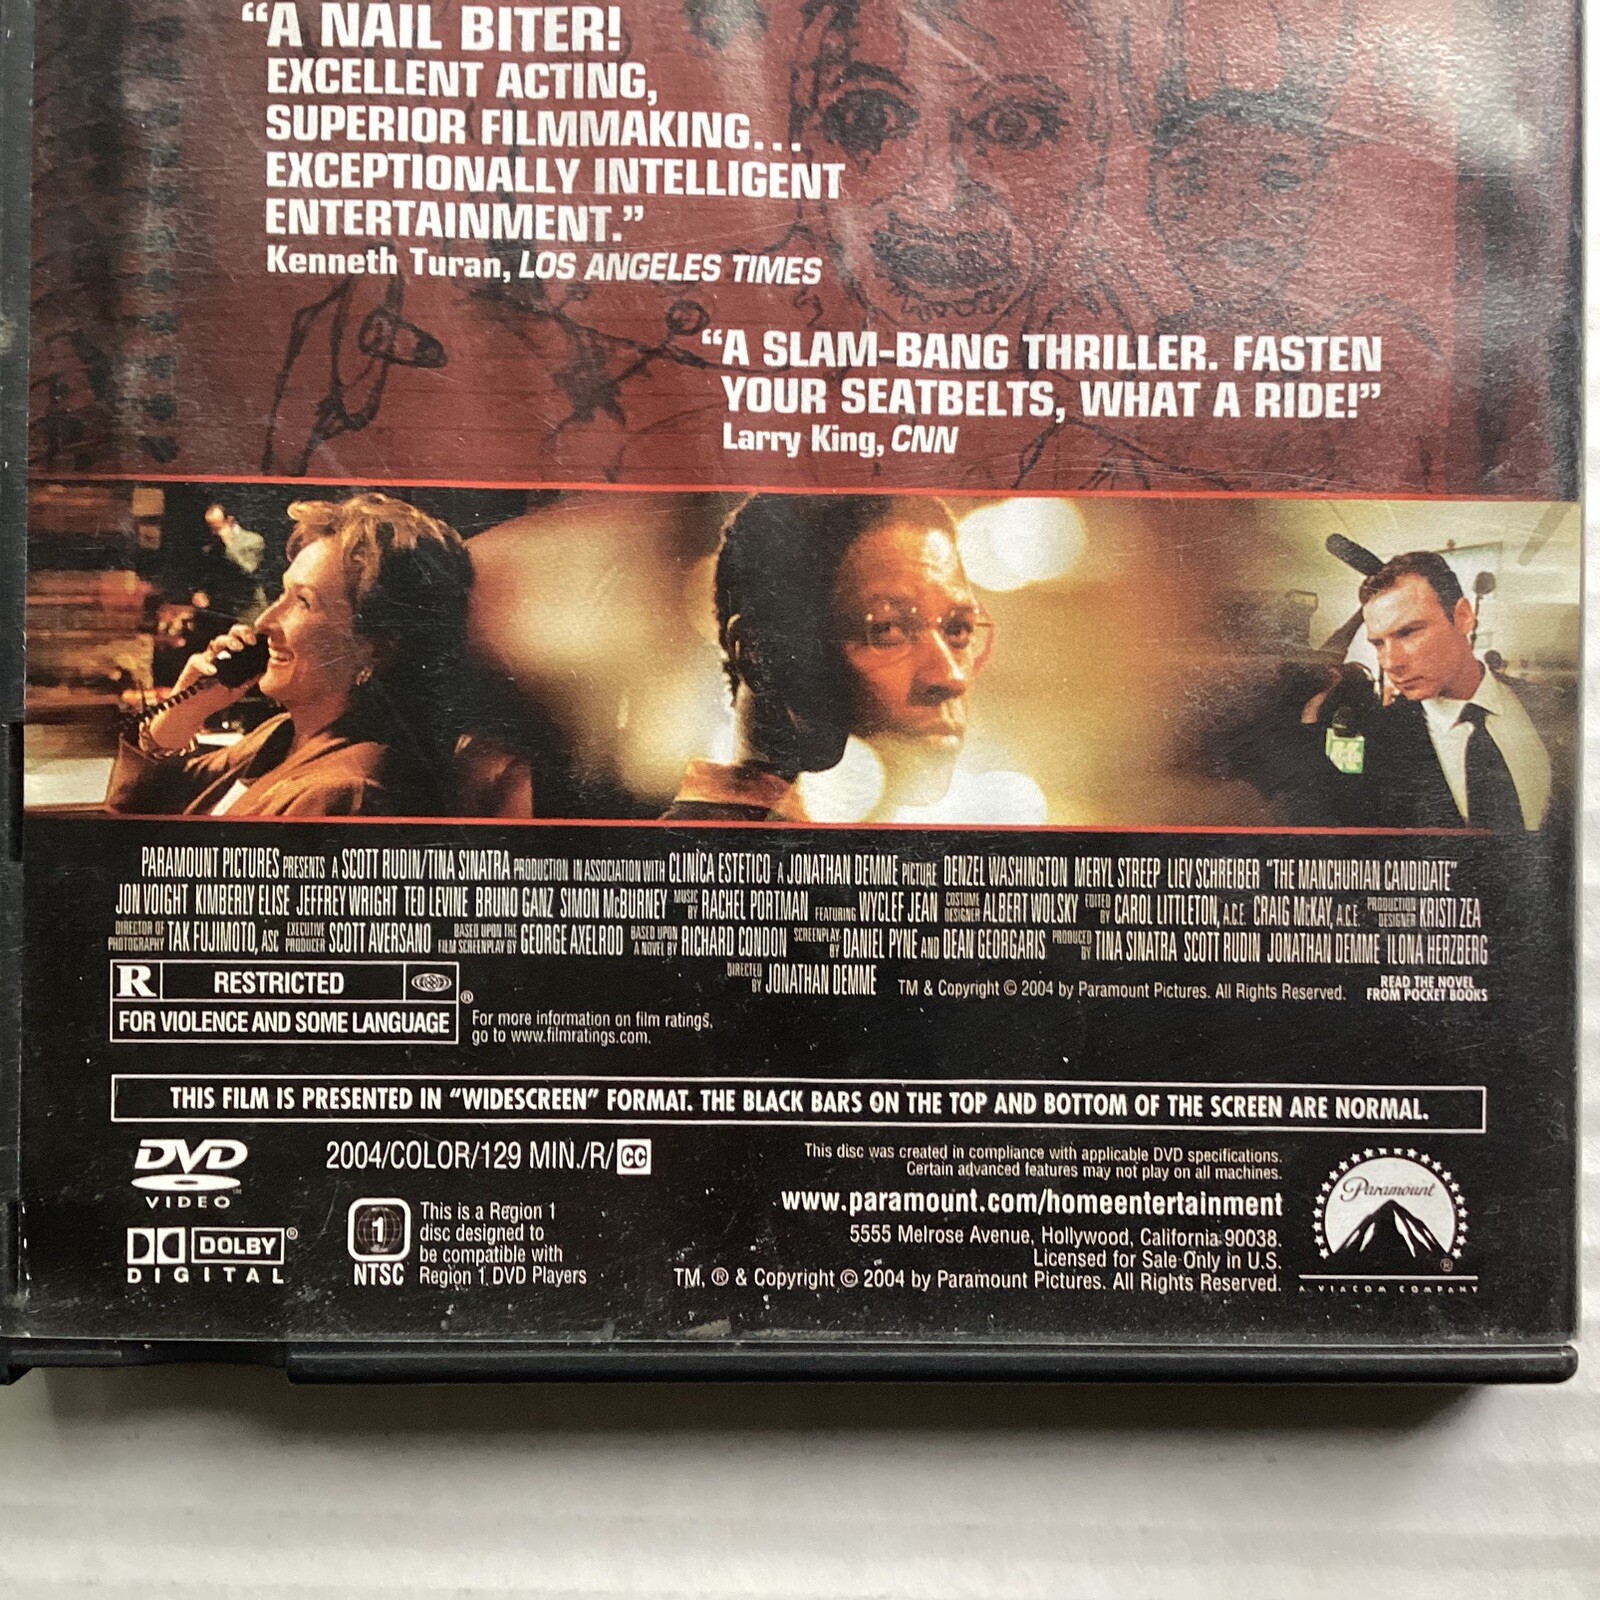 “A NAIL BITER!
EXCELLENT ACTING,
SUPERIOR FILMMAKING...
EXCEPTIONALLY INTELLIGENT
ENTERTAINMENT.”
Kenneth Turan, LOS ANGELES TIMES
“A SLAM-BANG THRILLER. FASTEN
YOUR SEATBELTS, WHAT A RIDE!”
Larry King, CNN
PARAMOUNT PICTURES PRESENTS A SCOTT RUDIN/TINA SINATRA PRODUCTION IN ASSOCIATION WITH CLINICA ESTETICO A JONATHAN DEMME PICTURE DENZEL WASHINGTON MERYL STREEP LIEV SCHREIBER “THE MANCHURIAN CANDIDATE”
JON VOIGHT KIMBERLY ELISE JEFFREY WRIGHT TED LEVINE BRUNO GANZ SIMON McBURNEY MUSIC BY RACHEL PORTMAN FEATURING WYCLEF JEAN COSTUME DESIGNER ALBERT WOLSKY EDITED BY CAROL LITTLETON, A.C.E. CRAIG McKAY, A.C.E. PRODUCTION DESIGNER KRISTI ZEA
DIRECTOR OF PHOTOGRAPHY TAK FUJIMOTO, ASC EXECUTIVE PRODUCER SCOTT AVERSANO BASED UPON THE FILM SCREENPLAY BY GEORGE AXELROD BASED UPON A NOVEL BY RICHARD CONDON SCREENPLAY BY DANIEL PYNE AND DEAN GEORGARIS PRODUCED BY TINA SINATRA SCOTT RUDIN JONATHAN DEMME ILONA HERZBERG
DIRECTED BY JONATHAN DEMME TM & Copyright © 2004 by Paramount Pictures. All Rights Reserved.
READ THE NOVEL
FROM POCKET BOOKS
R RESTRICTED ®
FOR VIOLENCE AND SOME LANGUAGE
For more information on film ratings,
go to www.filmratings.com.
THIS FILM IS PRESENTED IN “WIDESCREEN” FORMAT. THE BLACK BARS ON THE TOP AND BOTTOM OF THE SCREEN ARE NORMAL.
DVD
VIDEO™
DOLBY®
DIGITAL
2004/COLOR/129 MIN./R/CC
1
NTSC
This is a Region 1
disc designed to
be compatible with
Region 1 DVD Players
This disc was created in compliance with applicable DVD specifications.
Certain advanced features may not play on all machines.
www.paramount.com/homeentertainment
5555 Melrose Avenue, Hollywood, California 90038.
Licensed for Sale Only in U.S.
TM, ® & Copyright © 2004 by Paramount Pictures. All Rights Reserved.
Paramount
®
A VIACOM COMPANY